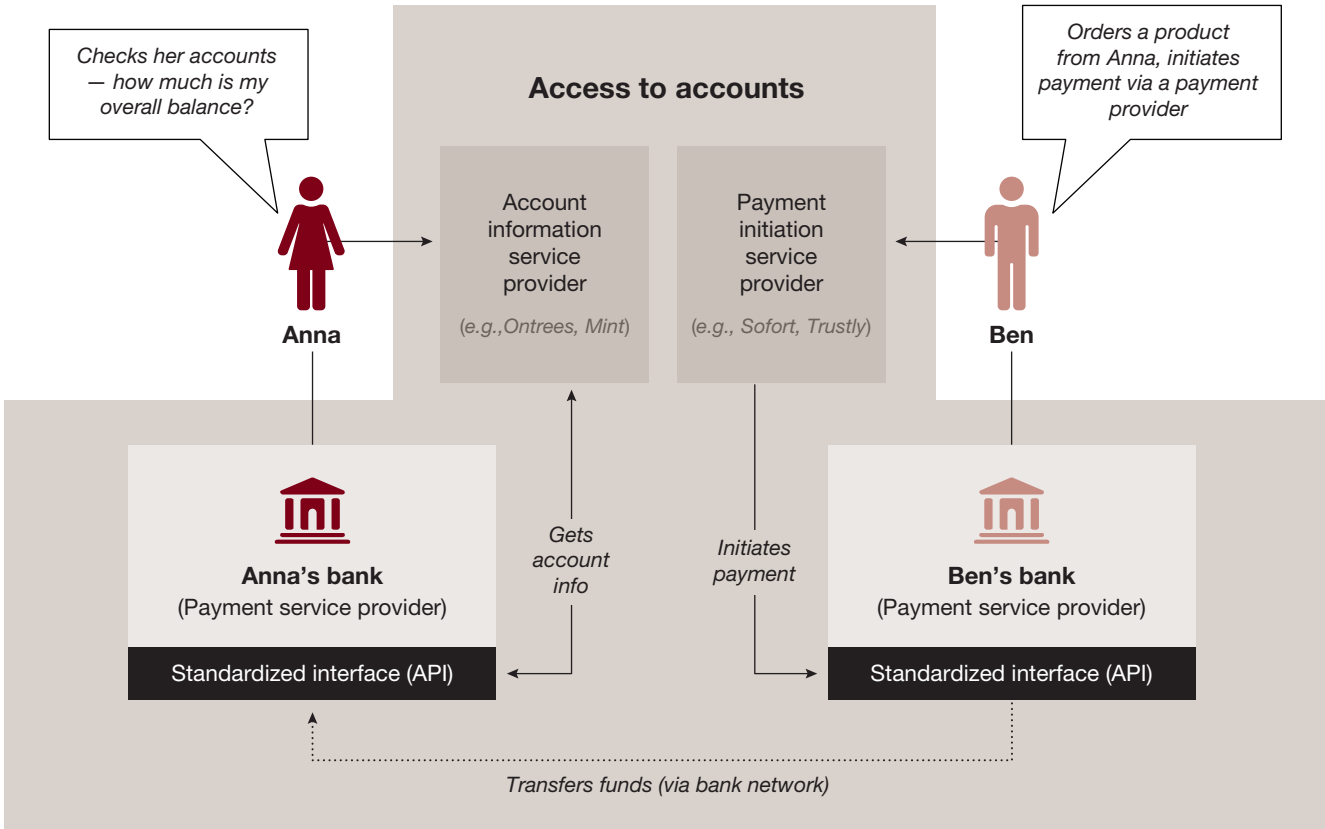 Checks her accounts
— how much is my
overall balance?
Orders a product
from Anna, initiates
payment via a payment
provider
Access to accounts
Account
information
service
provider
(e.g.,Ontrees, Mint)
Payment
initiation
service
provider
(e.g., Sofort, Trustly)
Anna
Ben
Gets
account
info
Initiates
payment
Anna’s bank
(Payment service provider)
Standardized interface (API)
Ben’s bank
(Payment service provider)
Standardized interface (API)
Transfers funds (via bank network)